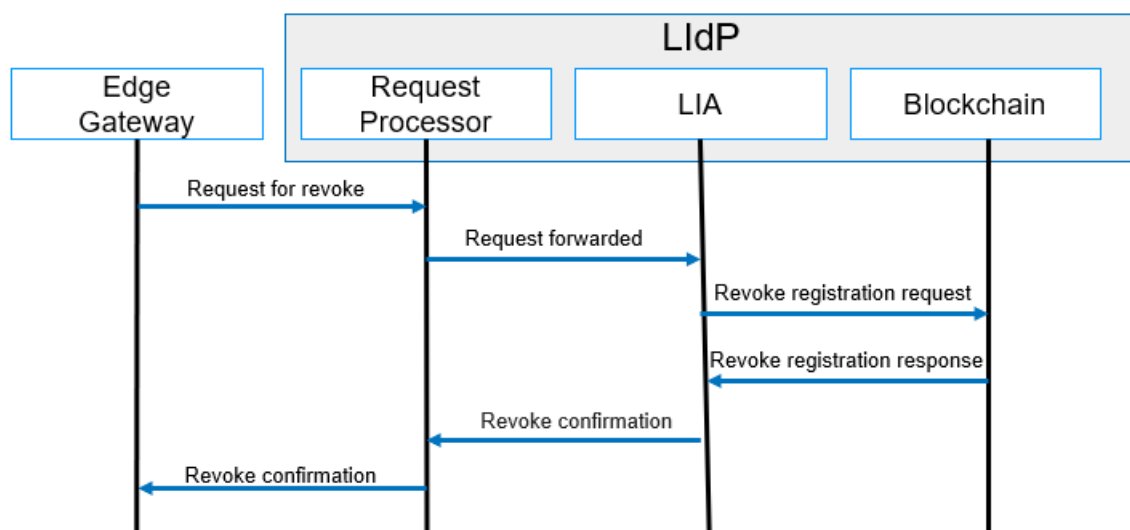 LIdP
Edge
Gateway
Request
Processor
LIA
Blockchain
Request for revoke
Request forwarded
Revoke registration request
Revoke registration response
Revoke confirmation
Revoke confirmation